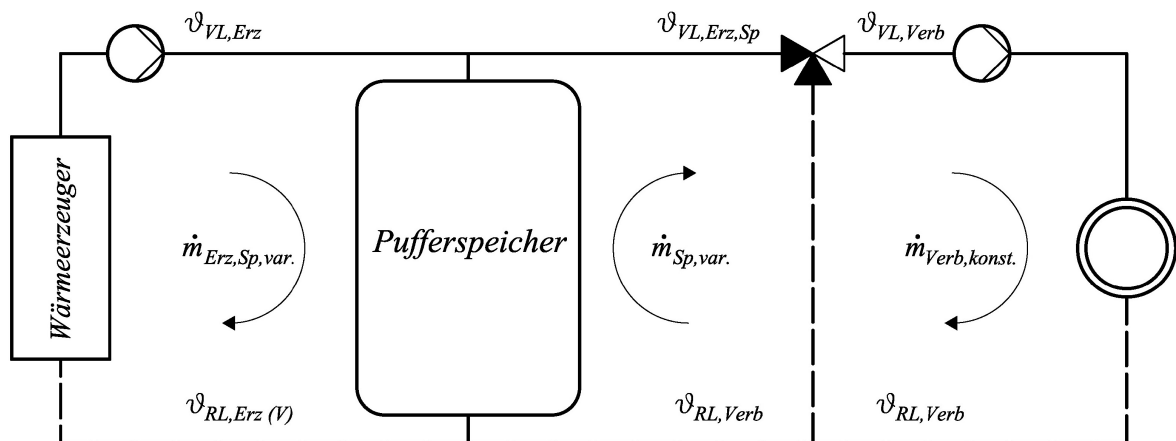 ϑVL,Erz
ϑVL,Erz,Sp
ϑVL,Verb
Wärmeerzeuger
Pufferspeicher
ṁErz,Sp,var.
ṁSp,var.
ṁVerb,konst.
ϑRL,Erz (V)
ϑRL,Verb
ϑRL,Verb